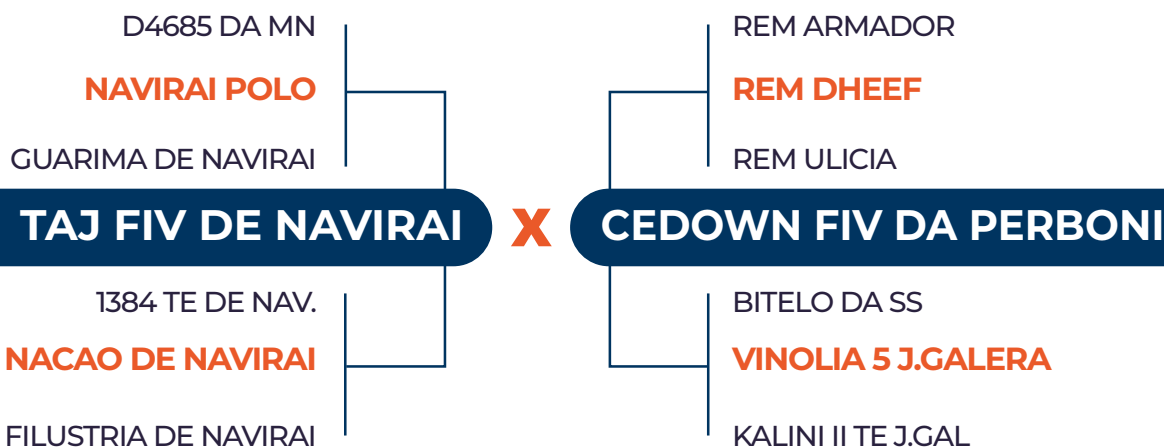 D4685 DA MN
NAVIRAI POLO
GUARIMA DE NAVIRAI
TAJ FIV DE NAVIRAI
1384 TE DE NAV.
NACAO DE NAVIRAI
FILUSTRIA DE NAVIRAI
X
REM ARMADOR
REM DHEEF
REM ULICIA
CEDOWN FIV DA PERBONI
BITELO DA SS
VINOLIA 5 J.GALERA
KALINI II TE J.GAL